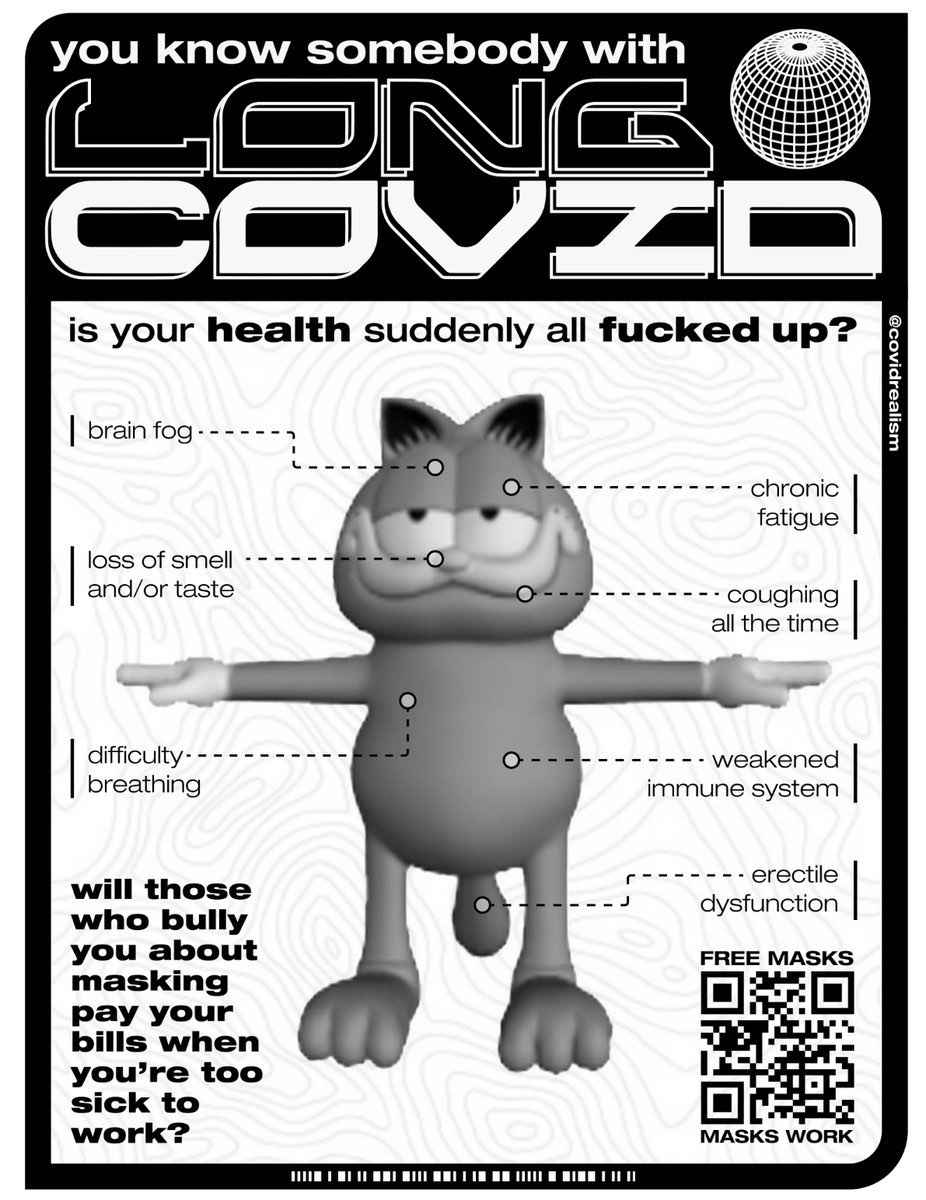 you know somebody with
LONG
COVID
is your health suddenly all fucked up?
@covidrealism
brain fog
chronic
fatigue
loss of smell
and/or taste
coughing
all the time
difficulty
breathing
weakened
immune system
erectile
dysfunction
will those
who bully
you about
masking
pay your
bills when
you're too
sick to
work?
FREE MASKS
MASKS WORK